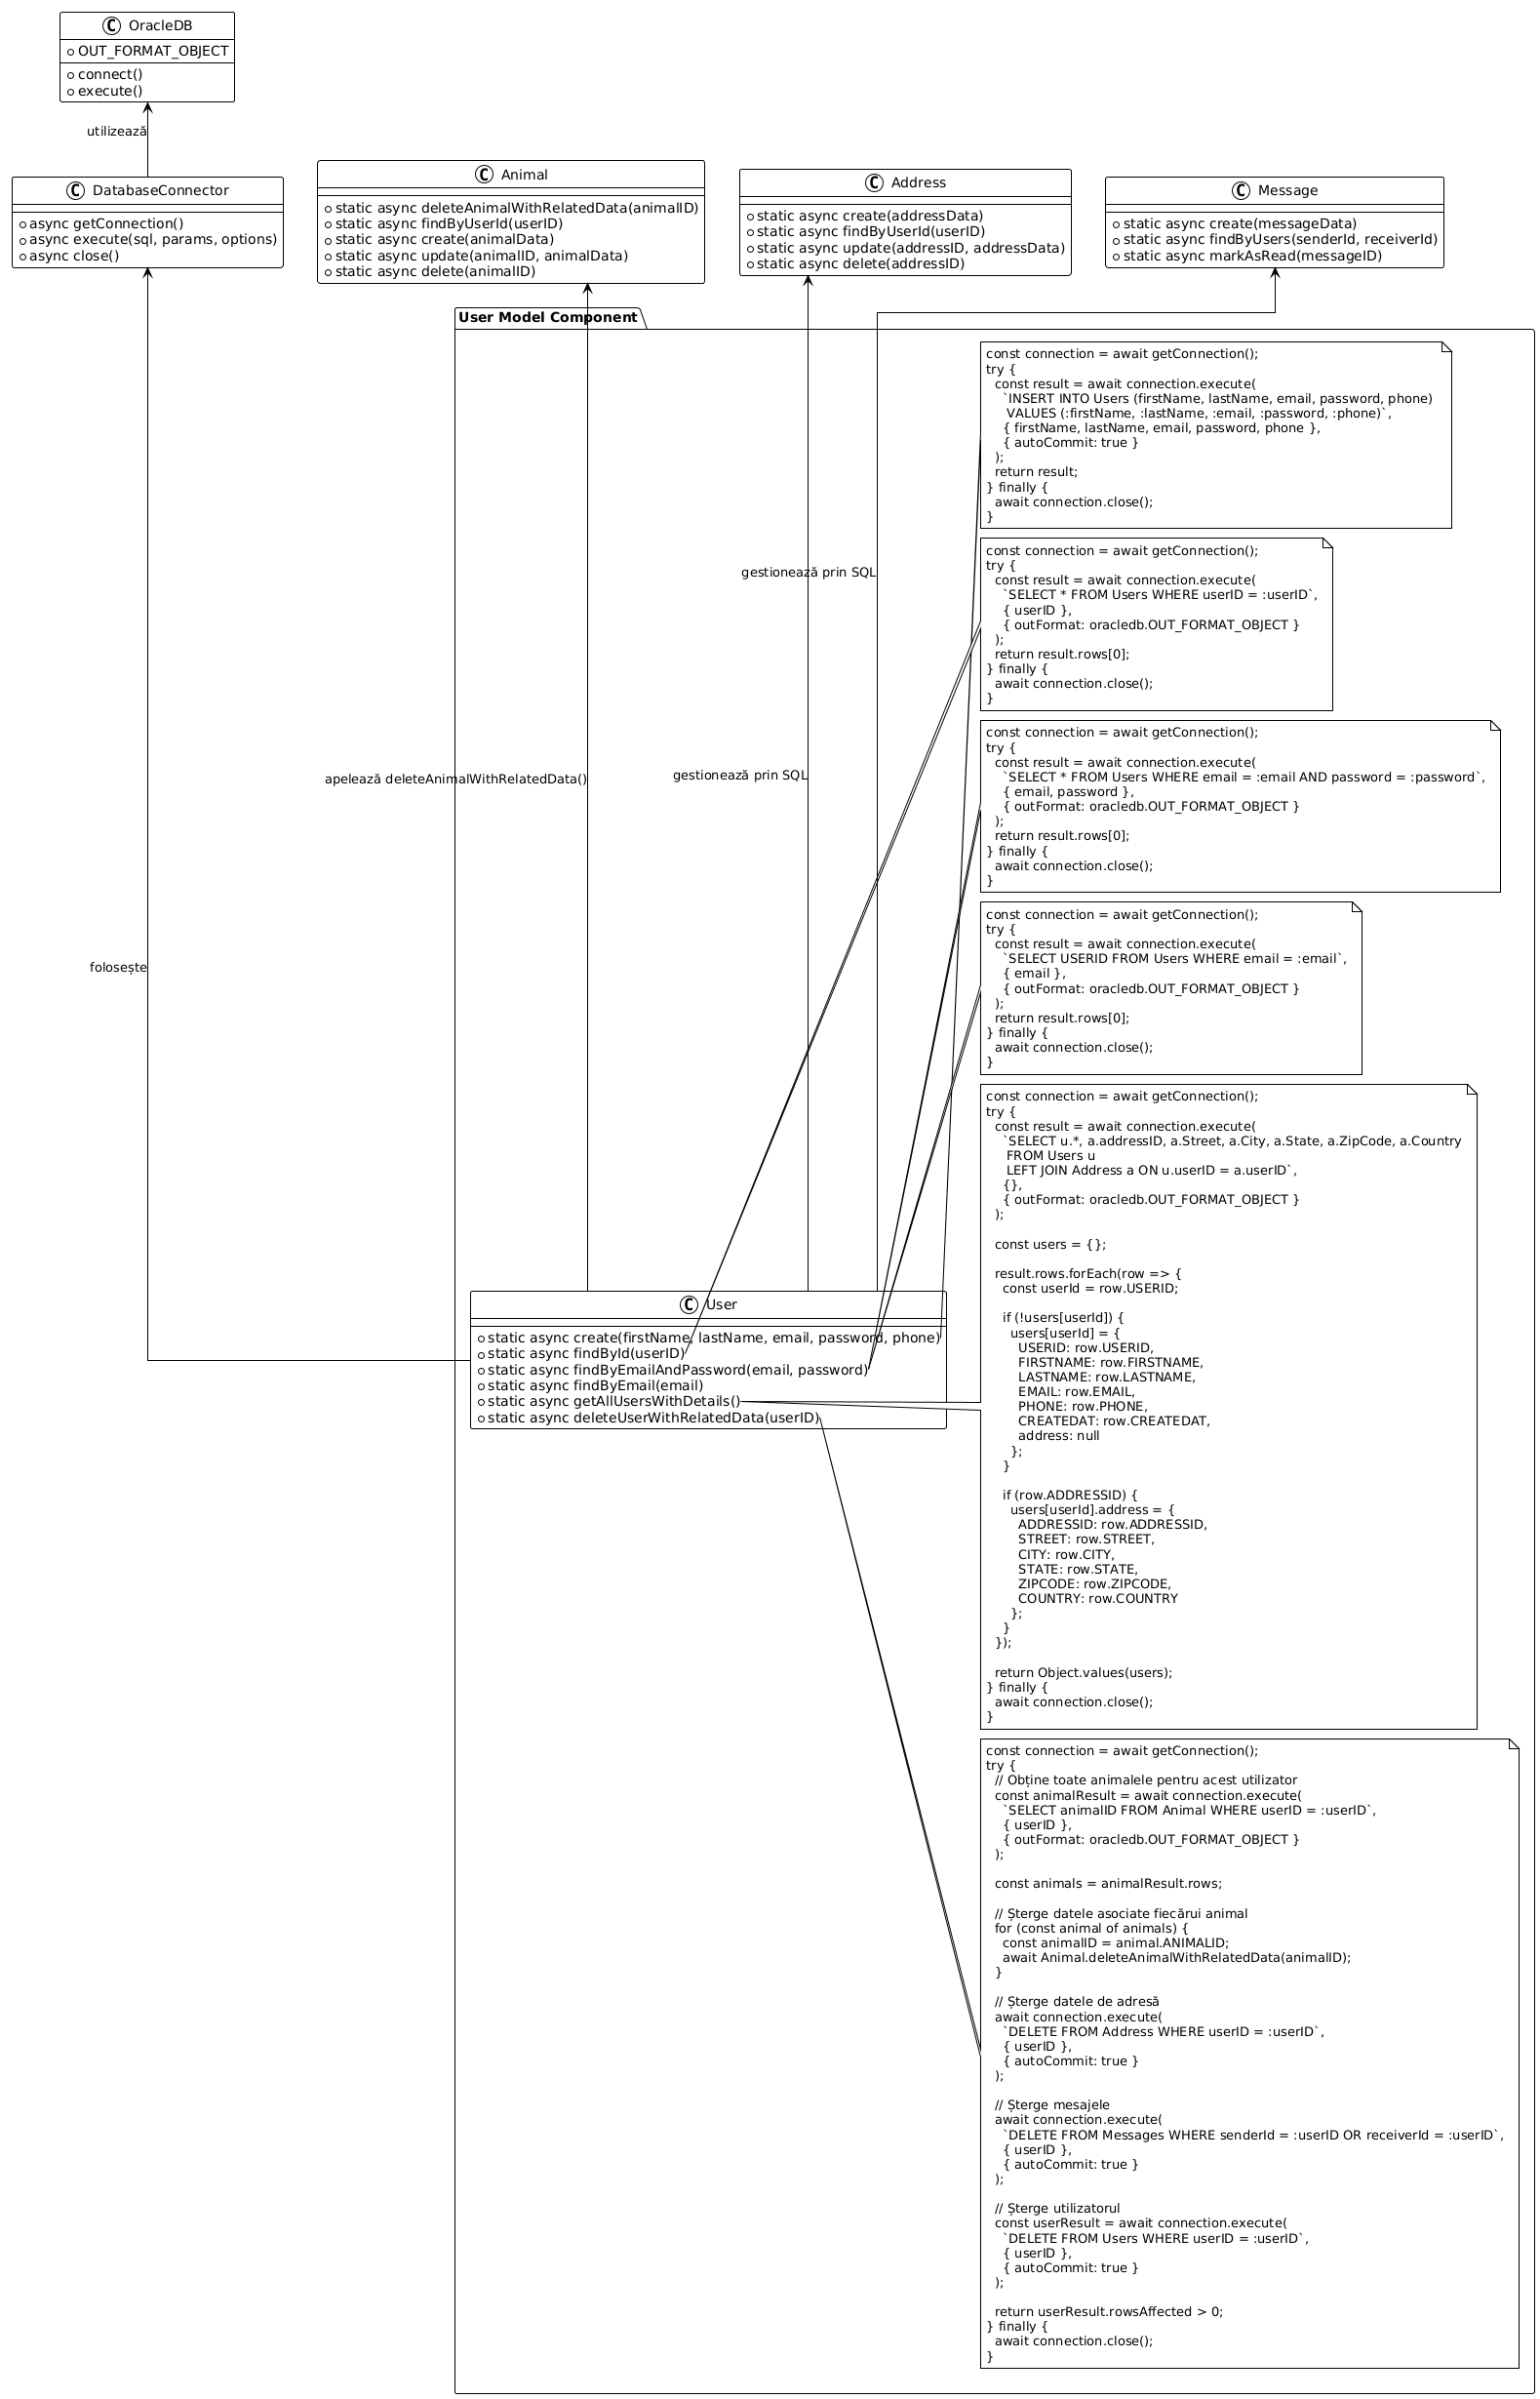 OracleDB
OUT_FORMAT_OBJECT
connect()
execute()
utilizează
DatabaseConnector
async getConnection()
async execute(sql, params, options)
async close()
Animal
static async deleteAnimalWithRelatedData(animalID)
static async findByUserId(userID)
static async create(animalData)
static async update(animalID, animalData)
static async delete(animalID)
Address
static async create(addressData)
static async findByUserId(userID)
static async update(addressID, addressData)
static async delete(addressID)
Message
static async create(messageData)
static async findByUsers(senderId, receiverId)
static async markAsRead(messageID)
User Model Component
const connection = await getConnection();
try {
const result = await connection.execute(
`INSERT INTO Users (firstName, lastName, email, password, phone)
VALUES (:firstName, :lastName, :email, :password, :phone)`,
{ firstName, lastName, email, password, phone },
{ autoCommit: true }
);
return result;
} finally {
await connection.close();
}
gestionează prin SQL
const connection = await getConnection();
try {
const result = await connection.execute(
`SELECT * FROM Users WHERE userID = :userID`,
{ userID },
{ outFormat: oracledb.OUT_FORMAT_OBJECT }
);
return result.rows[0];
} finally {
await connection.close();
}
apelează deleteAnimalWithRelatedData()
gestionează prin SQL
const connection = await getConnection();
try {
const result = await connection.execute(
`SELECT * FROM Users WHERE email = :email AND password = :password`,
{ email, password },
{ outFormat: oracledb.OUT_FORMAT_OBJECT }
);
return result.rows[0];
} finally {
await connection.close();
}
folosește
const connection = await getConnection();
try {
const result = await connection.execute(
`SELECT USERID FROM Users WHERE email = :email`,
{ email },
{ outFormat: oracledb.OUT_FORMAT_OBJECT }
);
return result.rows[0];
} finally {
await connection.close();
}
User
static async create(firstName, lastName, email, password, phone)
static async findById(userID)
static async findByEmailAndPassword(email, password)
static async findByEmail(email)
static async getAllUsersWithDetails()
static async deleteUserWithRelatedData(userID)
const connection = await getConnection();
try {
const result = await connection.execute(
`SELECT u.*, a.addressID, a.Street, a.City, a.State, a.ZipCode, a.Country
FROM Users u
LEFT JOIN Address a ON u.userID = a.userID`,
{},
{ outFormat: oracledb.OUT_FORMAT_OBJECT }
);
const users = {};
result.rows.forEach(row => {
const userId = row.USERID;
if (!users[userId]) {
users[userId] = {
USERID: row.USERID,
FIRSTNAME: row.FIRSTNAME,
LASTNAME: row.LASTNAME,
EMAIL: row.EMAIL,
PHONE: row.PHONE,
CREATEDAT: row.CREATEDAT,
address: null
};
}
if (row.ADDRESSID) {
users[userId].address = {
ADDRESSID: row.ADDRESSID,
STREET: row.STREET,
CITY: row.CITY,
STATE: row.STATE,
ZIPCODE: row.ZIPCODE,
COUNTRY: row.COUNTRY
};
}
});
return Object.values(users);
} finally {
await connection.close();
}
const connection = await getConnection();
try {
// Obține toate animalele pentru acest utilizator
const animalResult = await connection.execute(
`SELECT animalID FROM Animal WHERE userID = :userID`,
{ userID },
{ outFormat: oracledb.OUT_FORMAT_OBJECT }
);
const animals = animalResult.rows;
// Șterge datele asociate fiecărui animal
for (const animal of animals) {
const animalID = animal.ANIMALID;
await Animal.deleteAnimalWithRelatedData(animalID);
}
// Șterge datele de adresă
await connection.execute(
`DELETE FROM Address WHERE userID = :userID`,
{ userID },
{ autoCommit: true }
);
// Șterge mesajele
await connection.execute(
`DELETE FROM Messages WHERE senderId = :userID OR receiverId = :userID`,
{ userID },
{ autoCommit: true }
);
// Șterge utilizatorul
const userResult = await connection.execute(
`DELETE FROM Users WHERE userID = :userID`,
{ userID },
{ autoCommit: true }
);
return userResult.rowsAffected > 0;
} finally {
await connection.close();
}